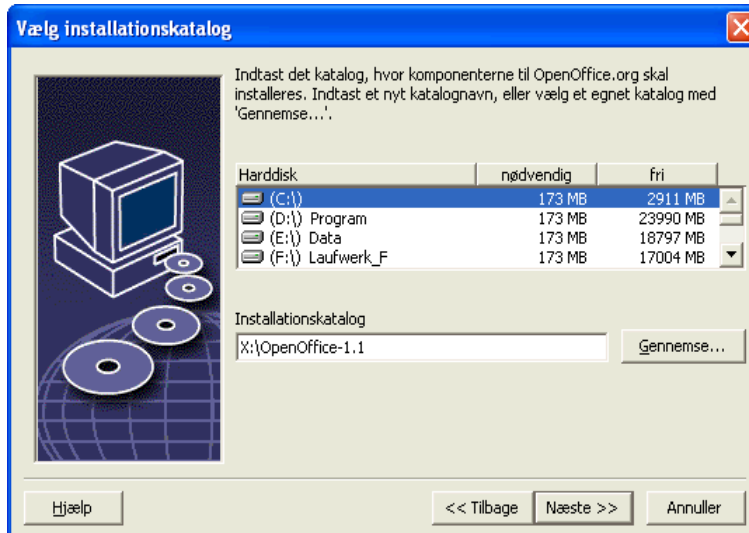 Vælg installationskatalog
Indtast det katalog, hvor komponenterne til OpenOffice.org skal
installeres. Indtast et nyt katalognavn, eller vælg et egnet katalog med
'Gennemse...'.
Harddisk nødvendig fri
(C:\) 173 MB 2911 MB
(D:\) Program 173 MB 23990 MB
(E:\) Data 173 MB 18797 MB
(F:\) Laufwerk_F 173 MB 17004 MB
Installationskatalog
X:\OpenOffice-1.1 Gennemse...
Hjælp << Tilbage Næste >> Annuller